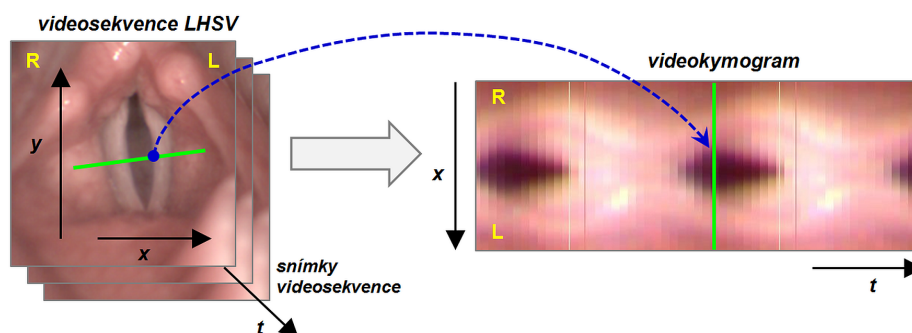 videosekvence LHSV
R
L
y
x
snímky
videosekvence
t
videokymogram
R
x
L
t